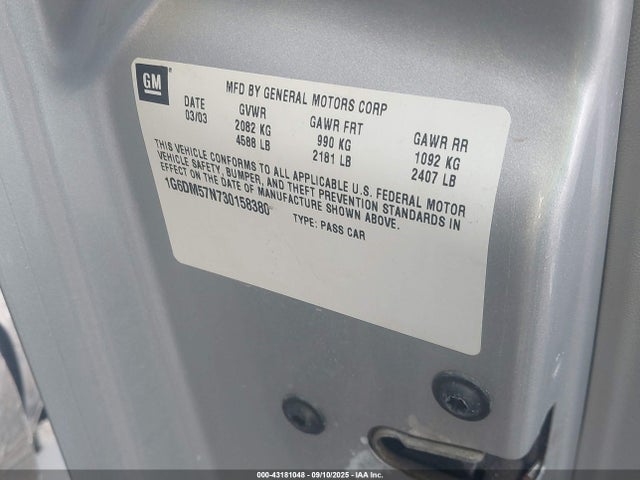 GM
MFD BY GENERAL MOTORS CORP
DATE GVWR GAWR FRT GAWR RR
03/03 2082 KG 990 KG 1092 KG
4588 LB 2181 LB 2407 LB
THIS VEHICLE CONFORMS TO ALL APPLICABLE U.S. FEDERAL MOTOR
VEHICLE SAFETY, BUMPER, AND THEFT PREVENTION STANDARDS IN
EFFECT ON THE DATE OF MANUFACTURE SHOWN ABOVE.
1G6DM57N730158380 TYPE: PASS CAR
000-43181048 - 09/10/2025 - IAA Inc.